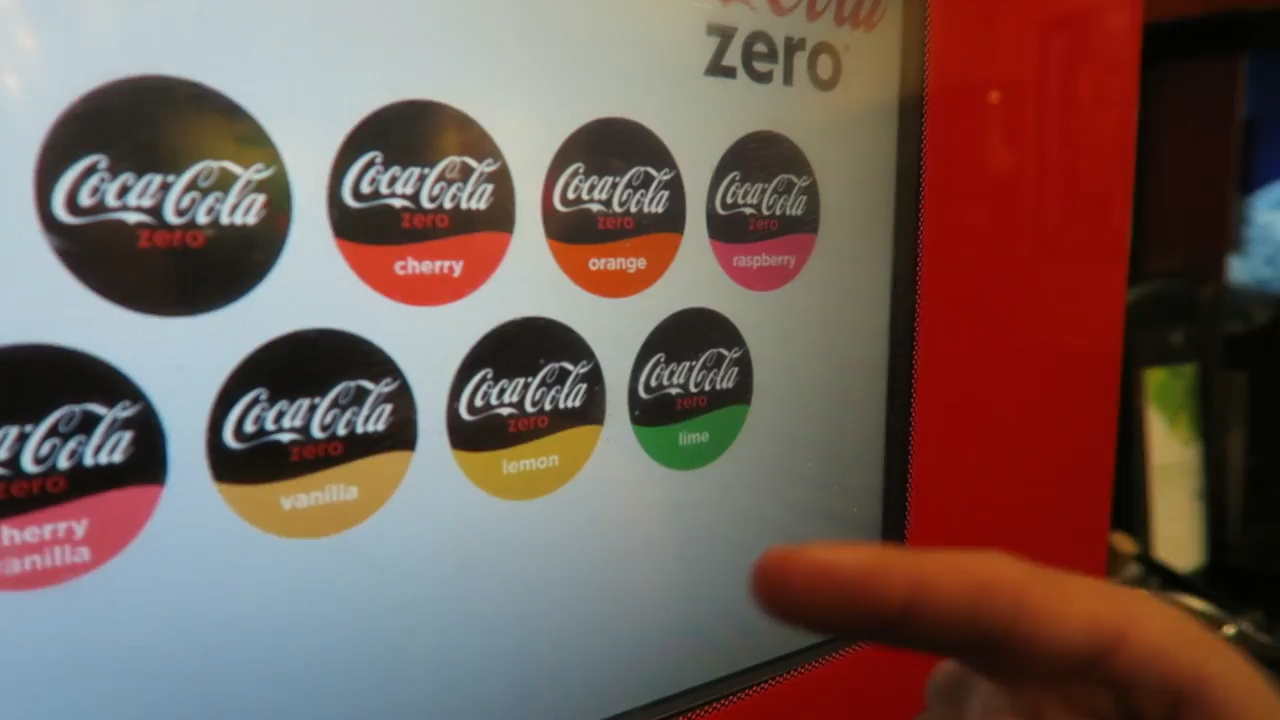 Cola
zero
Coca-Cola
zero
Coca-Cola
zero
cherry
Coca-Cola
zero
orange
Coca-Cola
zero
raspberry
a-Cola
zero
herry
anilla
Coca-Cola
zero
vanilla
Coca-Cola
zero
lemon
Coca-Cola
zero
lime